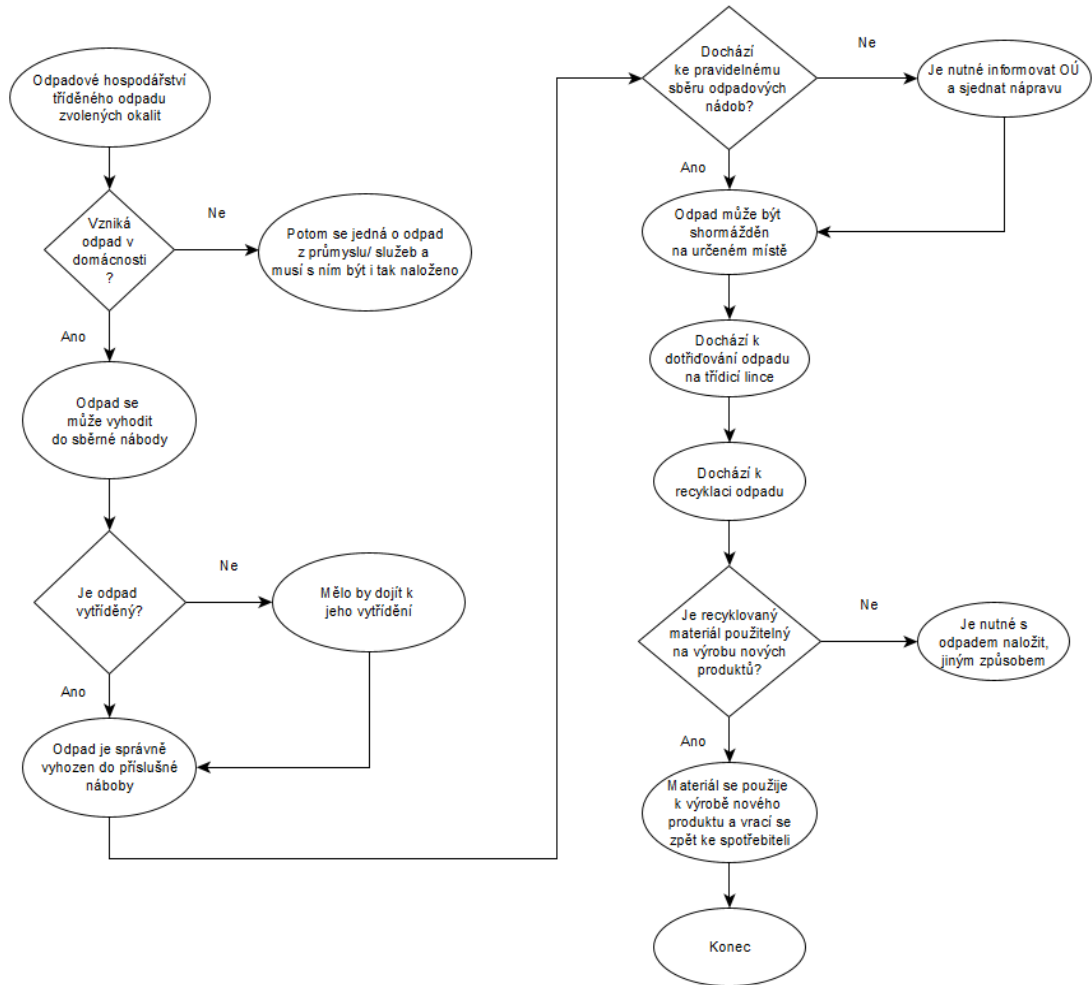 Odpadové hospodářství
tříděného odpadu
zvolených okalit
Vzniká
odpad v
domácnosti
?
Ne
Potom se jedná o odpad
z průmyslu/ služeb a
musí s ním být i tak naloženo
Ano
Odpad se
může vyhodit
do sběrné nábody
Je odpad
vytříděný?
Ne
Mělo by dojít k
jeho vytřídění
Ano
Odpad je správně
vyhozen do příslušné
náboby
Dochází
ke pravidelnému
sběru odpadových
nádob?
Ne
Je nutné informovat OÚ
a sjednat nápravu
Ano
Odpad může být
shormážděn
na určeném místě
Dochází k
dotřiďování odpadu
na třídicí lince
Dochází k
recyklaci odpadu
Je recyklovaný
materiál použitelný
na výrobu nových
produktů?
Ne
Je nutné s
odpadem naložit,
jiným způsobem
Ano
Materiál se použije
k výrobě nového
produktu a vrací se
zpět ke spotřebiteli
Konec